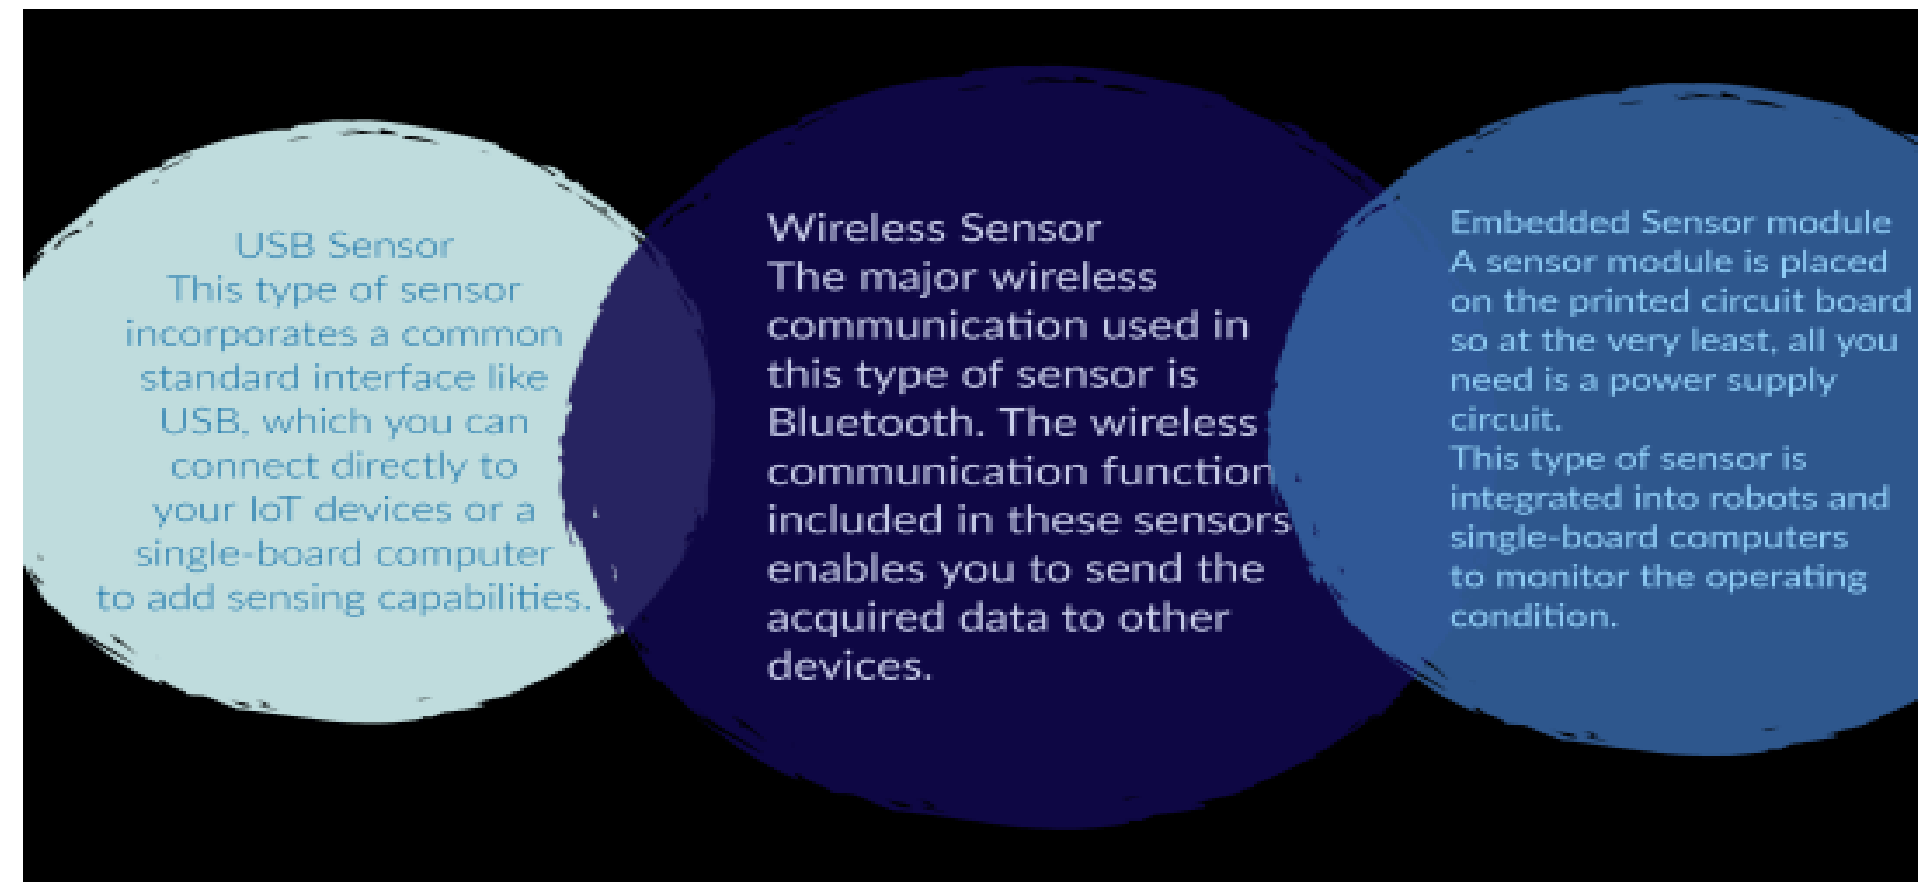 USB Sensor
This type of sensor
incorporates a common
standard interface like
USB, which you can
connect directly to
your IoT devices or a
single-board computer
to add sensing capabilities.
Wireless Sensor
The major wireless
communication used in
this type of sensor is
Bluetooth. The wireless
communication function
included in these sensors
enables you to send the
acquired data to other
devices.
Embedded Sensor module
A sensor module is placed
on the printed circuit board
so at the very least, all you
need is a power supply
circuit.
This type of sensor is
integrated into robots and
single-board computers
to monitor the operating
condition.